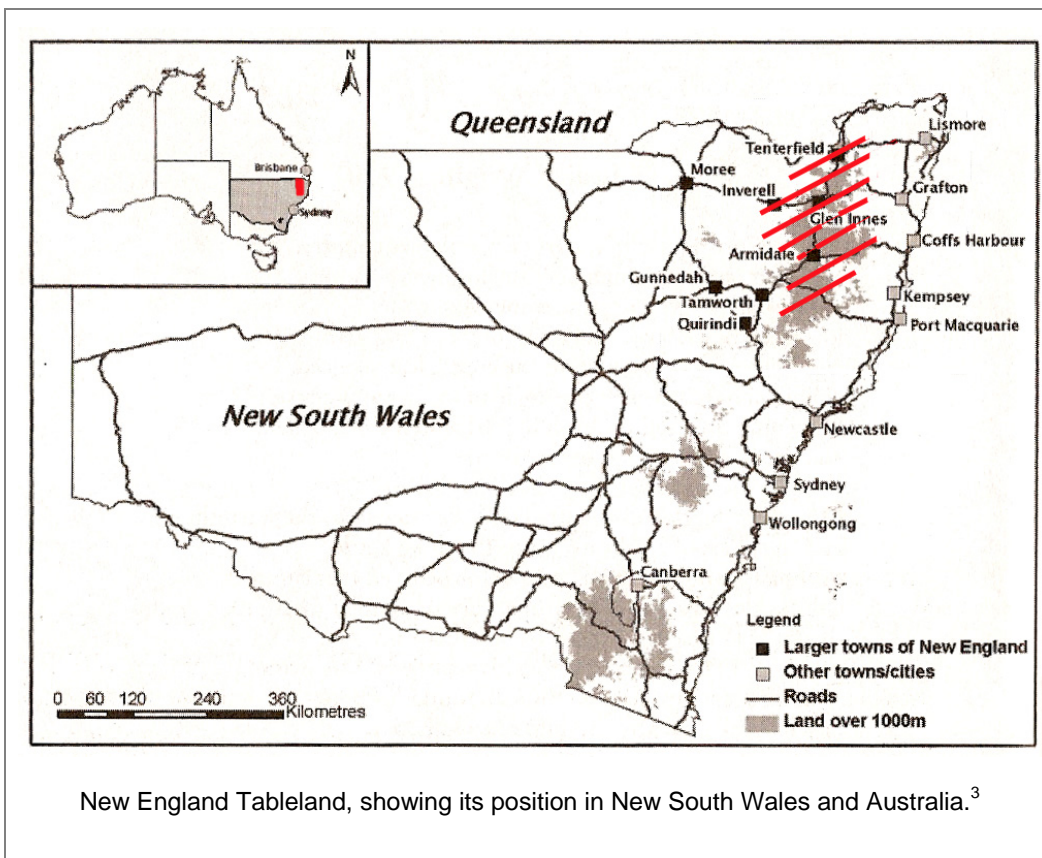 N
Brisbane
Sydney
Queensland
Lismore
Tenterfield
Moree
Inverell
Grafton
Glen Innes
Coffs Harbour
Armidale
Gunnedah
Kempsey
Tamworth
Port Macquarie
Quirindi
New South Wales
Newcastle
Sydney
Wollongong
Canberra
Legend
Larger towns of New England
Other towns/cities
Roads
Land over 1000m
0 60 120 240 360
Kilometres
New England Tableland, showing its position in New South Wales and Australia.3